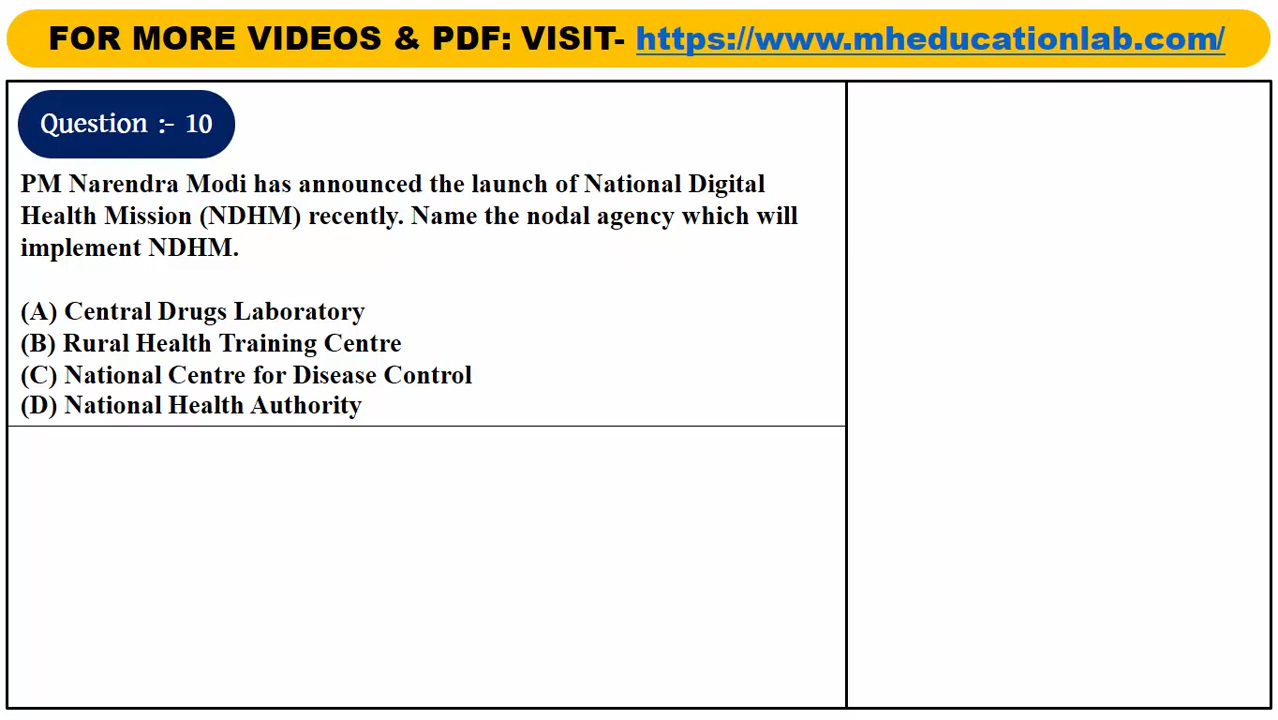 FOR MORE VIDEOS & PDF: VISIT- https://www.mheducationlab.com/
Question :- 10
PM Narendra Modi has announced the launch of National Digital
Health Mission (NDHM) recently. Name the nodal agency which will
implement NDHM.
(A) Central Drugs Laboratory
(B) Rural Health Training Centre
(C) National Centre for Disease Control
(D) National Health Authority